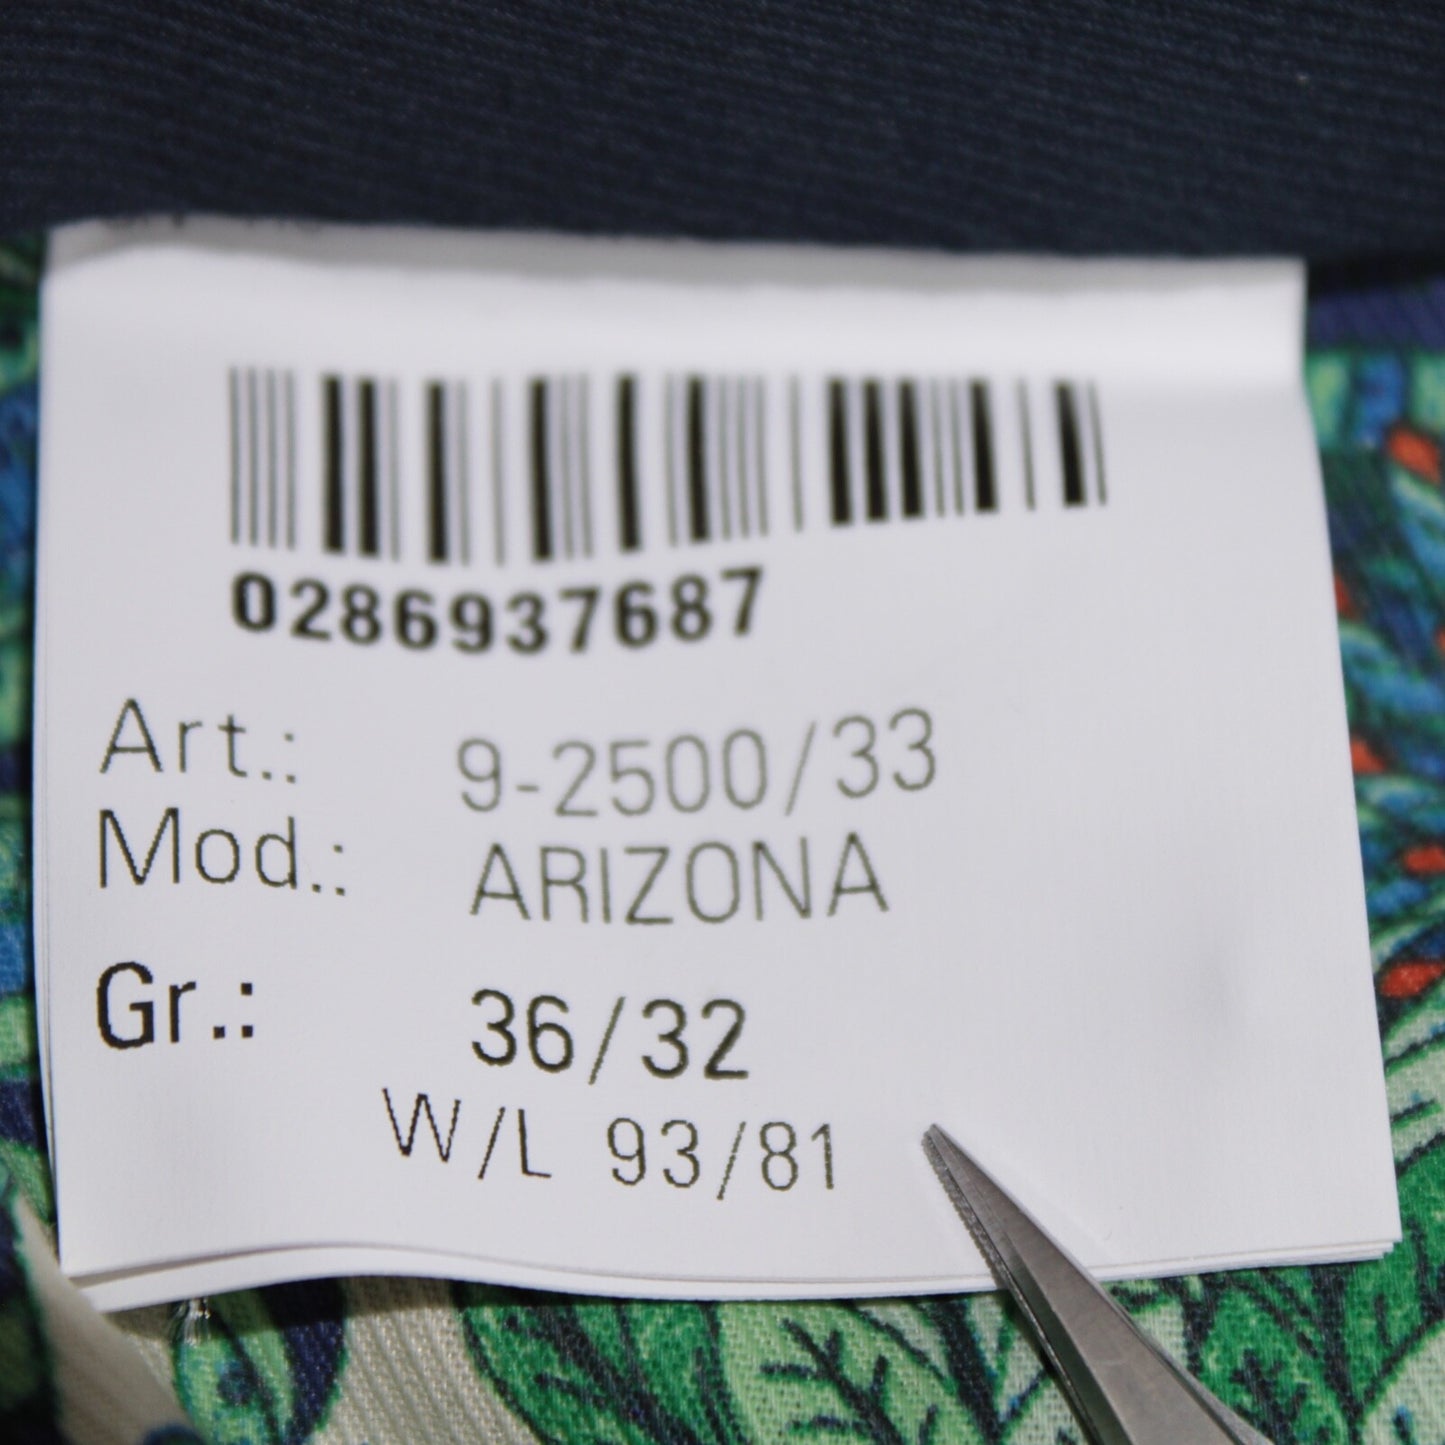 0286937687
Art.: 9-2500/33
Mod.: ARIZONA
Gr.: 36/32
W/L 93/81